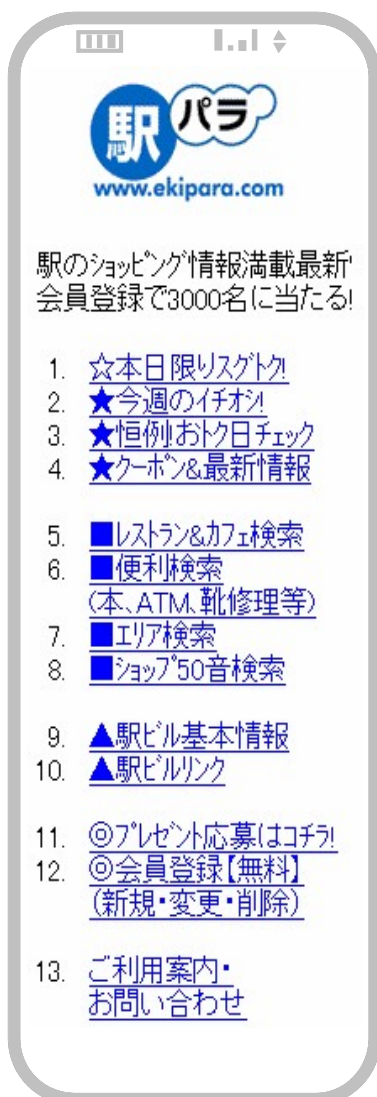 駅パラ
www.ekipara.com
駅のショッピング情報満載最新
会員登録で3000名に当たる!
1. ☆本日限りスグトク!
2. ★今週のイチオシ!
3. ★恒例おトク日チェック
4. ★クーポン&最新情報
5. ■レストラン&カフェ検索
6. ■便利検索
(本、ATM、靴修理等)
7. ■エリア検索
8. ■ショップ50音検索
9. ▲駅ビル基本情報
10. ▲駅ビルリンク
11. ◎プレゼント応募はコチラ!
12. ◎会員登録【無料】
(新規・変更・削除)
13. ご利用案内・
お問い合わせ